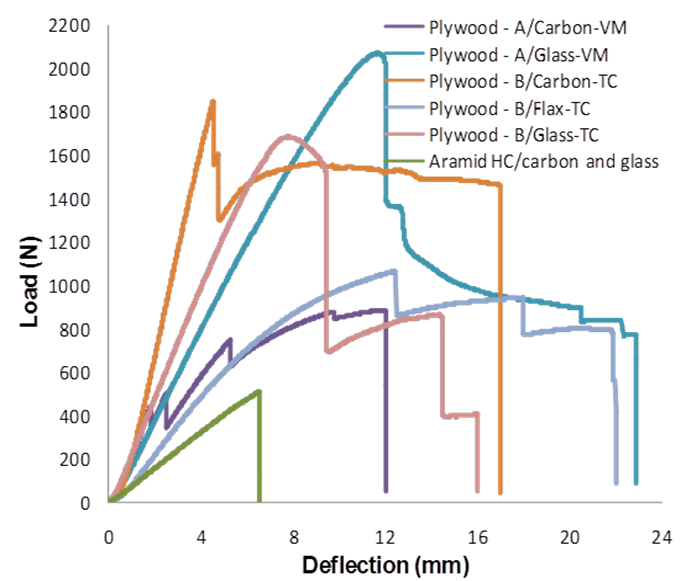 2200
2000
1800
1600
1400
1200
1000
800
600
400
200
0
Load (N)
Plywood - A/Carbon-VM
Plywood - A/Glass-VM
Plywood - B/Carbon-TC
Plywood - B/Flax-TC
Plywood - B/Glass-TC
Aramid HC/carbon and glass
0 4 8 12 16 20 24
Deflection (mm)